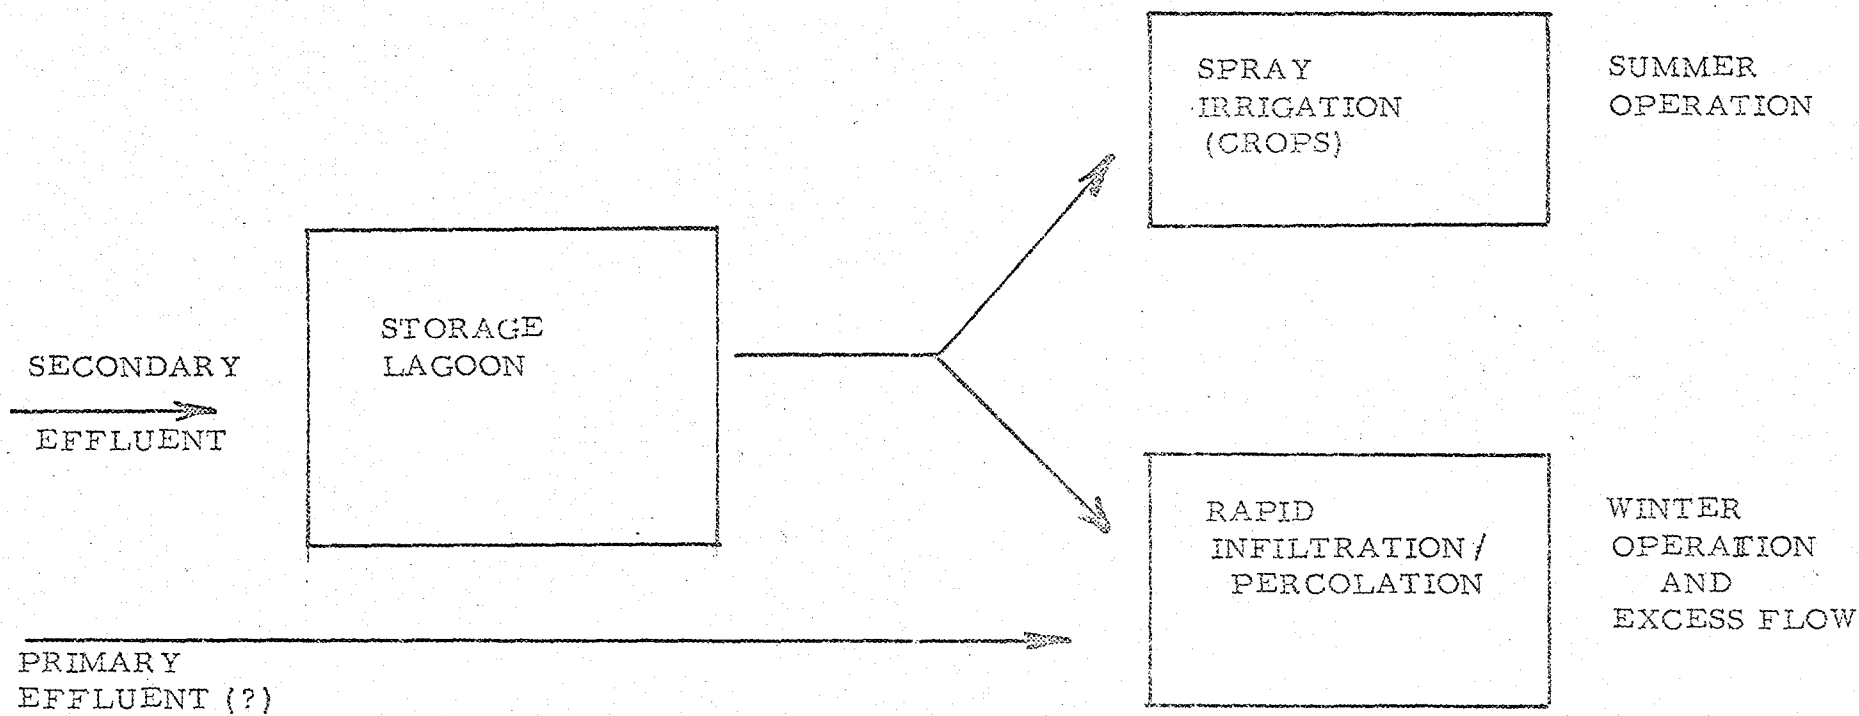 SPRAY
IRRIGATION
(CROPS)
SUMMER
OPERATION
STORAGE
LAGOON
SECONDARY
EFFLUENT
RAPID
INFILTRATION/
PERCOLATION
WINTER
OPERATION
AND
EXCESS FLOW
PRIMARY
EFFLUENT (?)